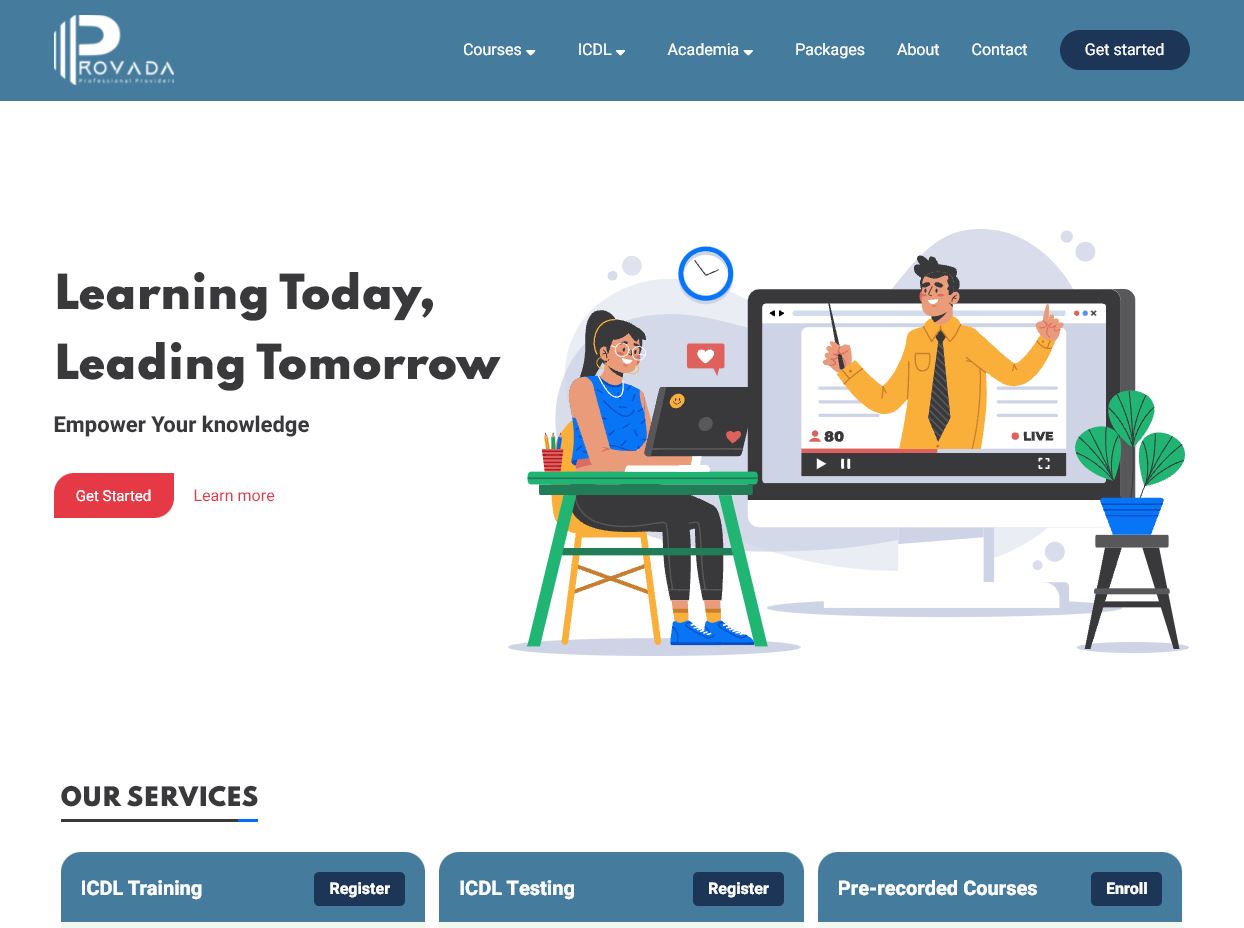 PROVADA
Professional Providers
Courses
ICDL
Academia
Packages
About
Contact
Get started
Learning Today,
Leading Tomorrow
Empower Your knowledge
Get Started
Learn more
80
LIVE
OUR SERVICES
ICDL Training
Register
ICDL Testing
Register
Pre-recorded Courses
Enroll